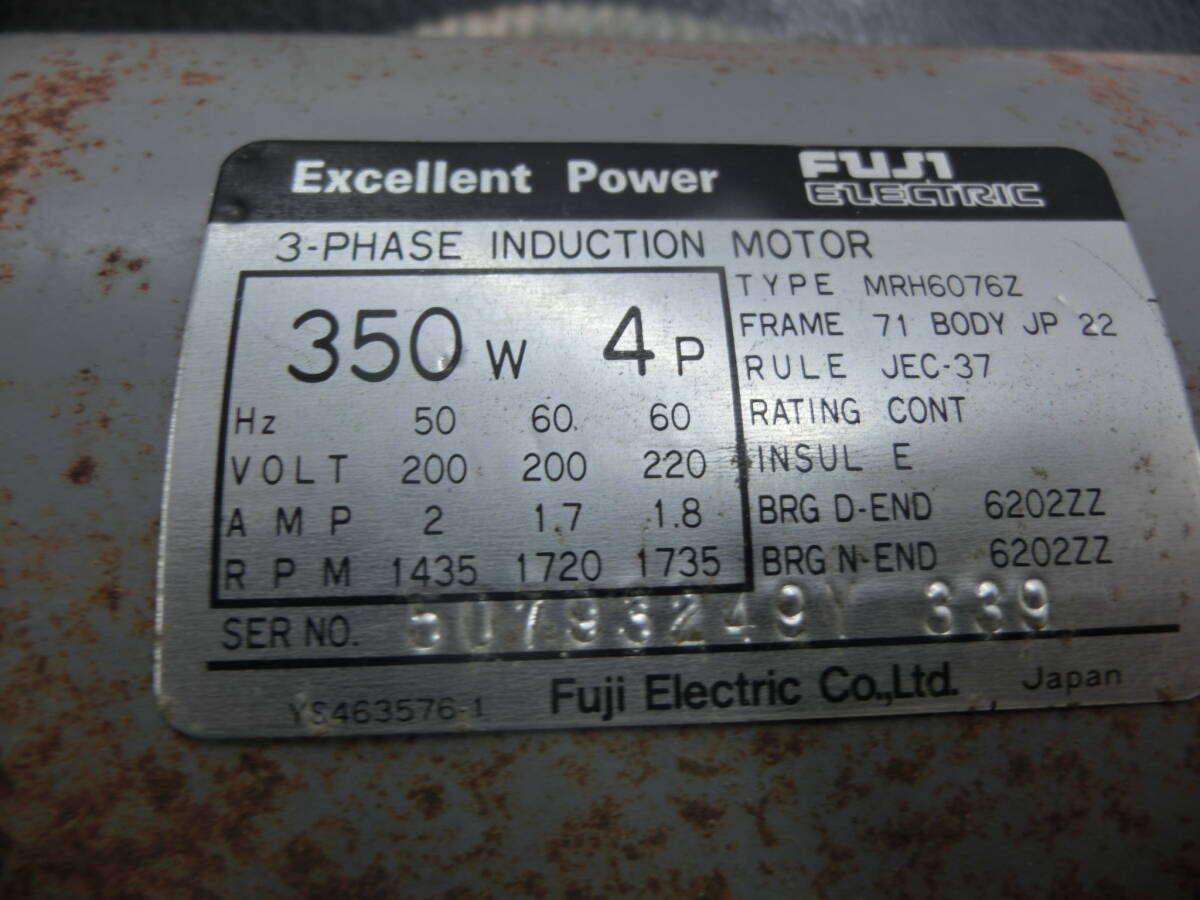 Excellent Power FUJI ELECTRIC
3-PHASE INDUCTION MOTOR
350 W 4 P
Hz 50 60 60
VOLT 200 200 220
AMP 2 1.7 1.8
RPM 1435 1720 1735
TYPE MRH6076Z
FRAME 71 BODY JP 22
RULE JEC-37
RATING CONT
INSUL E
BRG D-END 6202ZZ
BRG N-END 6202ZZ
SER NO. 50793249Y 339
YS463576-1 Fuji Electric Co.,Ltd. Japan